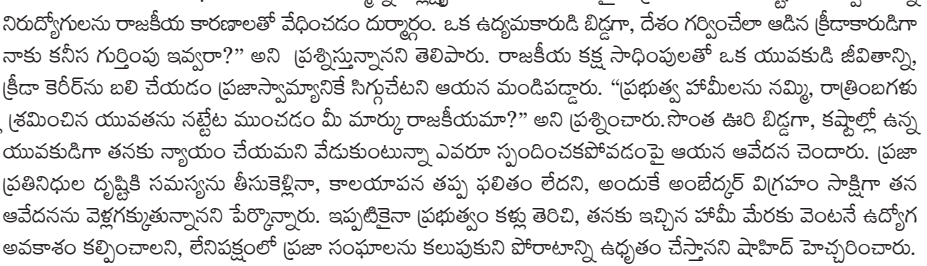 నిరుద్యోగులను రాజకీయ కారణాలతో వేధించడం దుర్మార్గం. ఒక ఉద్యమకారుడి బిడ్డగా, దేశం గర్వించేలా ఆడిన క్రీడాకారుడిగా
నాకు కనీస గుర్తింపు ఇవ్వరా?” అని ప్రశ్నిస్తున్నానని తెలిపారు. రాజకీయ కక్ష సాధింపులతో ఒక యువకుడి జీవితాన్ని,
క్రీడా కెరీర్‌ను బలి చేయడం ప్రజాస్వామ్యానికే సిగ్గుచేటని ఆయన మండిపడ్డారు. “ప్రభుత్వ హామీలను నమ్మి, రాత్రింబగళు
శ్రమించిన యువతను నట్టేట ముంచడం మీ మార్కు రాజకీయమా?” అని ప్రశ్నించారు.సొంత ఊరి బిడ్డగా, కష్టాల్లో ఉన్న
యువకుడిగా తనకు న్యాయం చేయమని వేడుకుంటున్నా ఎవరూ స్పందించకపోవడంపై ఆయన ఆవేదన చెందారు. ప్రజా
ప్రతినిధుల దృష్టికి సమస్యను తీసుకెళ్లినా, కాలయాపన తప్ప ఫలితం లేదని, అందుకే అంబేద్కర్ విగ్రహం సాక్షిగా తన
ఆవేదనను వెళ్లగక్కుతున్నానని పేర్కొన్నారు. ఇప్పటికైనా ప్రభుత్వం కళ్లు తెరిచి, తనకు ఇచ్చిన హామీ మేరకు వెంటనే ఉద్యోగ
అవకాశం కల్పించాలని, లేనిపక్షంలో ప్రజా సంఘాలను కలుపుకుని పోరాటాన్ని ఉధృతం చేస్తానని షాహిద్ హెచ్చరించారు.